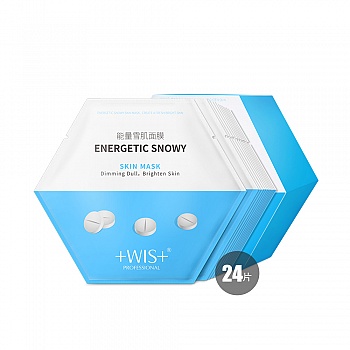 能量雪肌面膜
ENERGETIC SNOWY
SKIN MASK
Dimming Dull, Brighten Skin
+WIS+®
PROFESSIONAL
24片